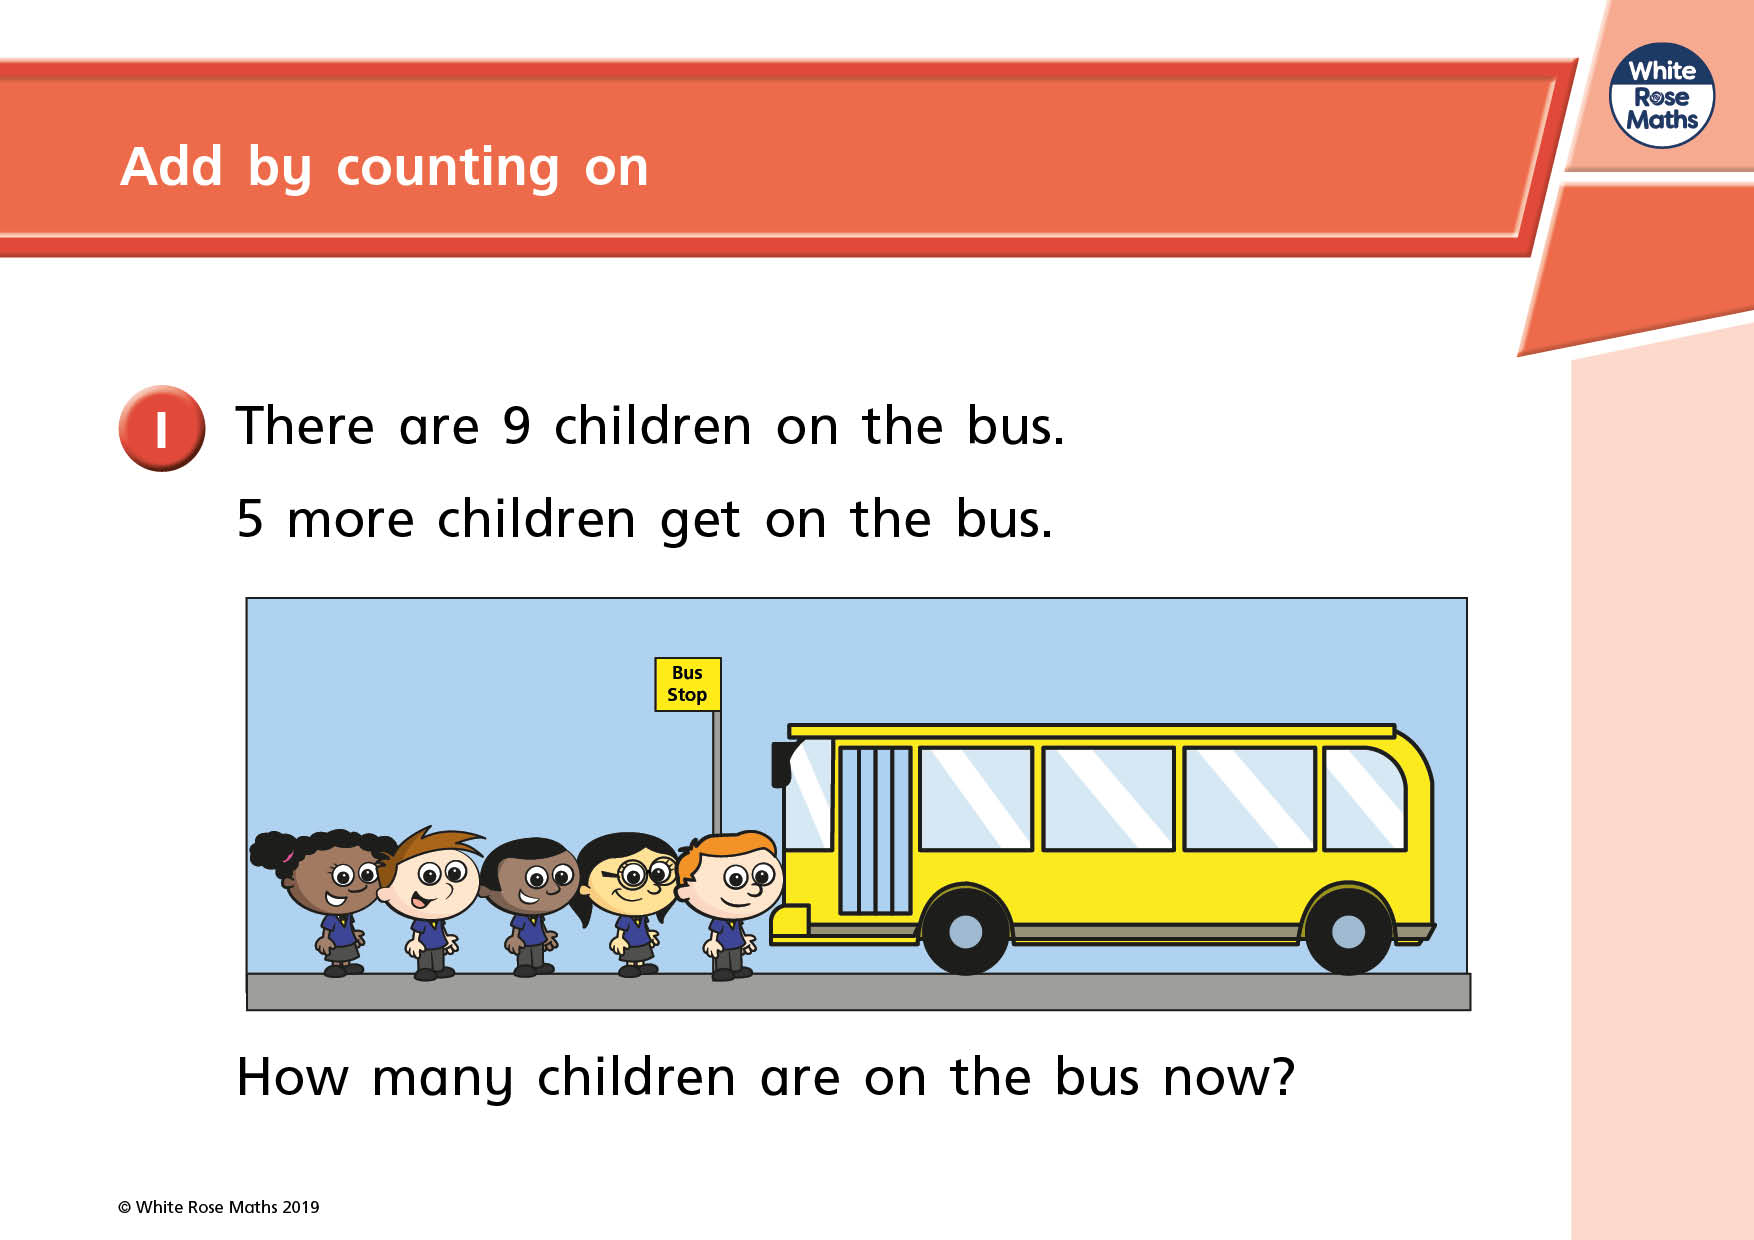 White
Rose
Maths
Add by counting on
1 There are 9 children on the bus.
5 more children get on the bus.
Bus
Stop
How many children are on the bus now?
© White Rose Maths 2019